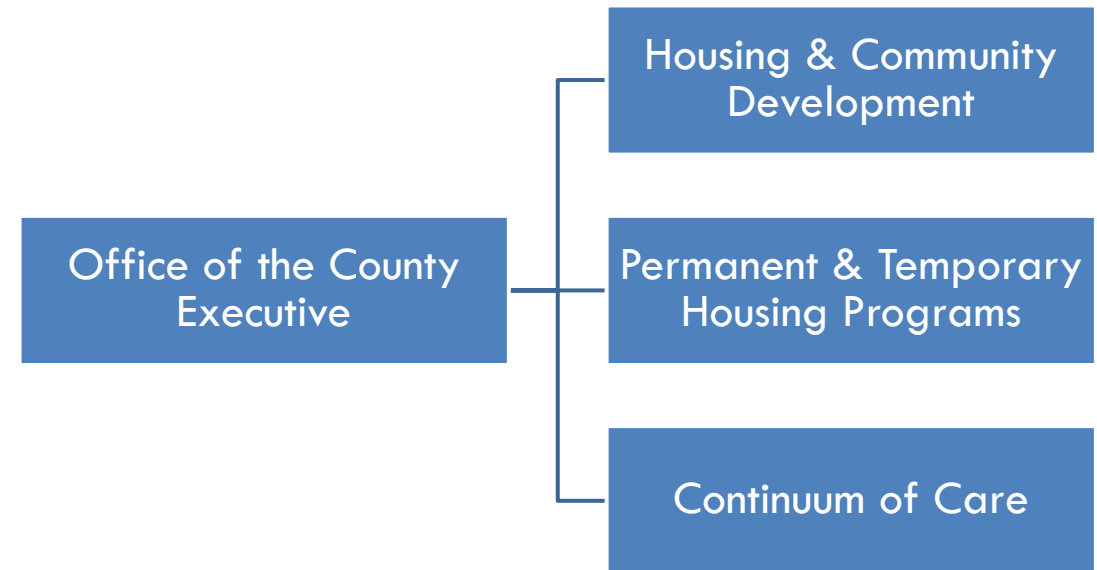 Housing & Community
Development
Office of the County
Executive
Permanent & Temporary
Housing Programs
Continuum of Care